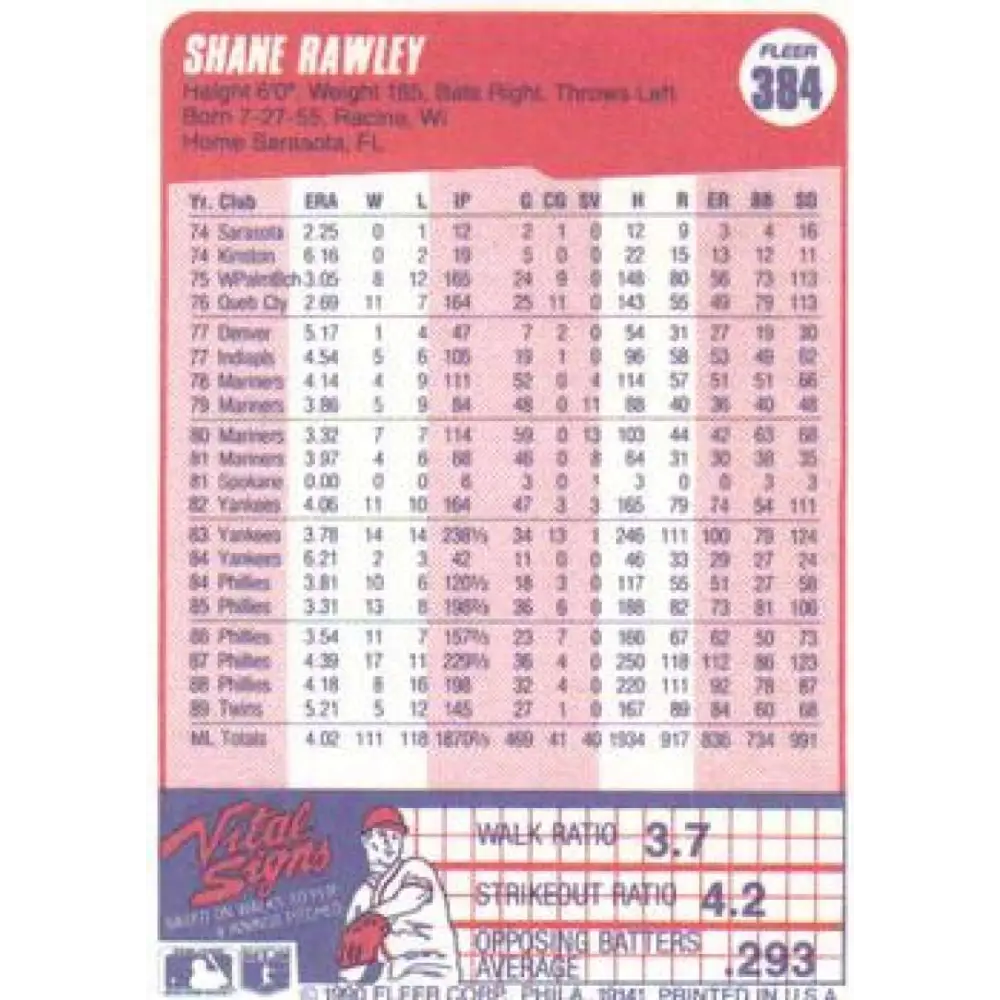 SHANE RAWLEY
FLEER
384
Height 6'0". Weight 185. Bats Right. Throws Left
Born 7-27-55, Racine, WI
Home Sarasota, FL
Yr. Club ERA W L IP G CG SV H R ER BB SO
74 Sarasota 2.25 0 1 12 2 1 0 12 9 3 4 16
74 Kinston 6.16 0 2 19 5 0 0 22 15 13 12 11
75 WPalmBch 3.05 8 12 165 24 9 0 148 80 56 73 113
76 Queb Cty 2.69 11 7 164 25 11 0 143 55 49 79 113
77 Denver 5.17 1 4 47 7 2 0 54 31 27 19 30
77 Indiapls 4.54 5 6 105 19 1 0 96 58 53 49 62
78 Mariners 4.14 4 9 111 52 0 4 114 57 51 51 66
79 Mariners 3.86 5 9 84 48 0 11 88 40 36 40 48
80 Mariners 3.32 7 7 114 59 0 13 103 44 42 63 68
81 Mariners 3.97 4 6 68 46 0 8 64 31 30 38 35
81 Spokane 0.00 0 0 6 3 0 1 3 0 0 3 3
82 Yankees 4.06 11 10 164 47 3 3 165 79 74 54 111
83 Yankees 3.78 14 14 238⅓ 34 13 1 246 111 100 79 124
84 Yankees 6.21 2 3 42 11 0 0 46 33 29 27 24
84 Phillies 3.81 10 6 120⅓ 18 3 0 117 55 51 27 58
85 Phillies 3.31 13 8 198⅔ 36 6 0 188 82 73 81 106
86 Phillies 3.54 11 7 157⅔ 23 7 0 166 67 62 50 73
87 Phillies 4.39 17 11 229⅔ 36 4 0 250 118 112 86 123
88 Phillies 4.18 8 16 198 32 4 0 220 111 92 78 87
89 Twins 5.21 5 12 145 27 1 0 167 89 84 60 68
ML Totals 4.02 111 118 1870⅔ 469 41 40 1934 917 836 734 991
Vital
Signs
BASED ON WALKS TO PER
9 INNINGS PITCHED
WALK RATIO 3.7
STRIKEOUT RATIO 4.2
OPPOSING BATTERS
AVERAGE .293
© 1990 FLEER CORP., PHILA. 19141 PRINTED IN U.S.A.